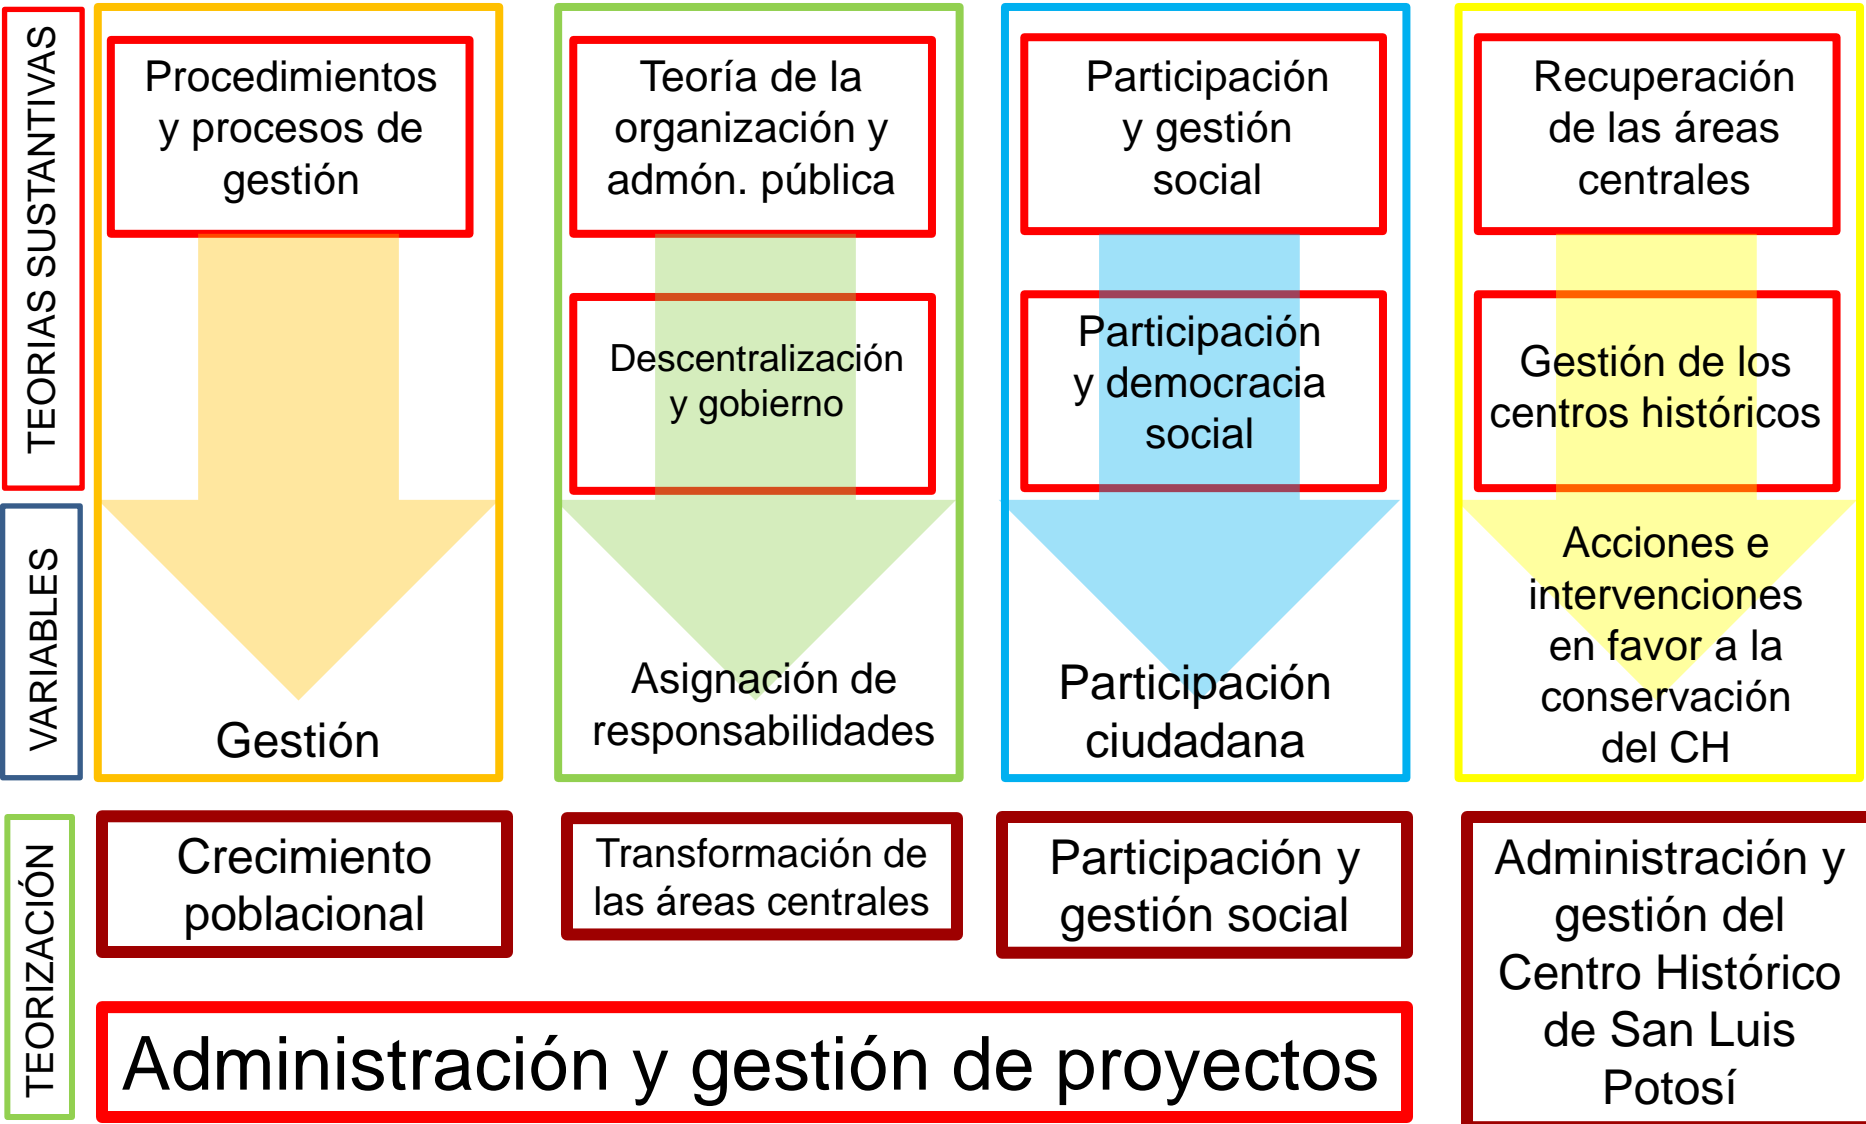 TEORIAS SUSTANTIVAS
Procedimientos
y procesos de
gestión
Teoría de la
organización y
admón. pública
Participación
y gestión
social
Recuperación
de las áreas
centrales
Descentralización
y gobierno
Participación
y democracia
social
Gestión de los
centros históricos
VARIABLES
Gestión
Asignación de
responsabilidades
Participación
ciudadana
Acciones e
intervenciones
en favor a la
conservación
del CH
TEORIZACIÓN
Crecimiento
poblacional
Transformación de
las áreas centrales
Participación y
gestión social
Administración y
gestión del
Centro Histórico
de San Luis
Potosí
Administración y gestión de proyectos